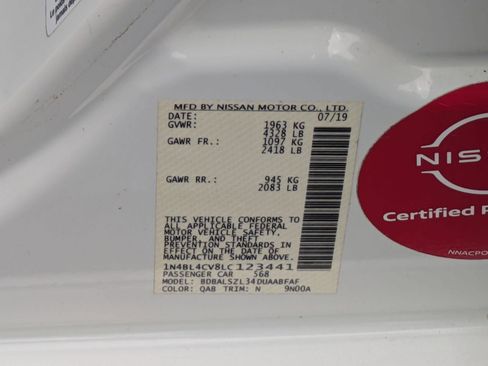 MFD BY NISSAN MOTOR CO., LTD.
DATE: 07/19
GVWR: 1963 KG
4328 LB
GAWR FR.: 1097 KG
2418 LB
GAWR RR.: 945 KG
2083 LB
THIS VEHICLE CONFORMS TO
ALL APPLICABLE FEDERAL
MOTOR VEHICLE SAFETY,
BUMPER, AND THEFT
PREVENTION STANDARDS IN
EFFECT ON THE DATE OF
MANUFACTURE SHOWN ABOVE.
1N4BL4CV8LC123441
PASSENGER CAR 568
MODEL: BDBALSZL34DUAABFAF
COLOR: QAB TRIM: N 9N00A
NISS
Certified P
NNACPO